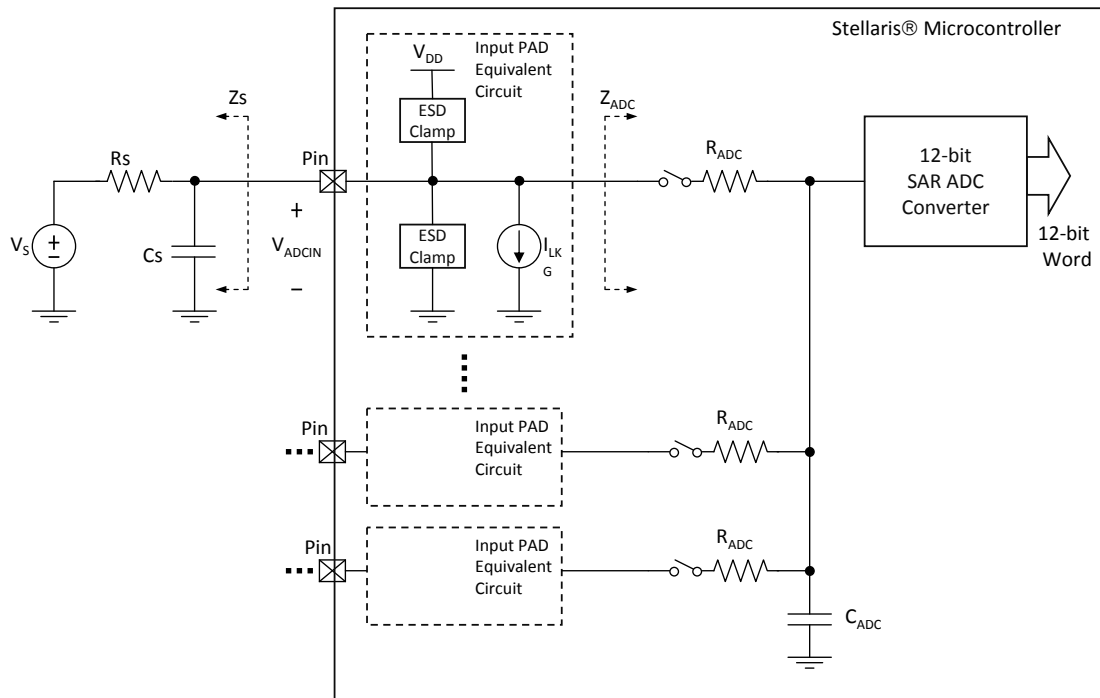 Stellaris® Microcontroller
Input PAD
Equivalent
Circuit
VDD
ESD
Clamp
Zs
ZADC
RADC
Rs
Pin
12-bit
SAR ADC
Converter
+
VADCIN
−
VS
+
−
Cs
ESD
Clamp
ILK
G
12-bit
Word
Pin
Input PAD
Equivalent
Circuit
RADC
Pin
Input PAD
Equivalent
Circuit
RADC
CADC